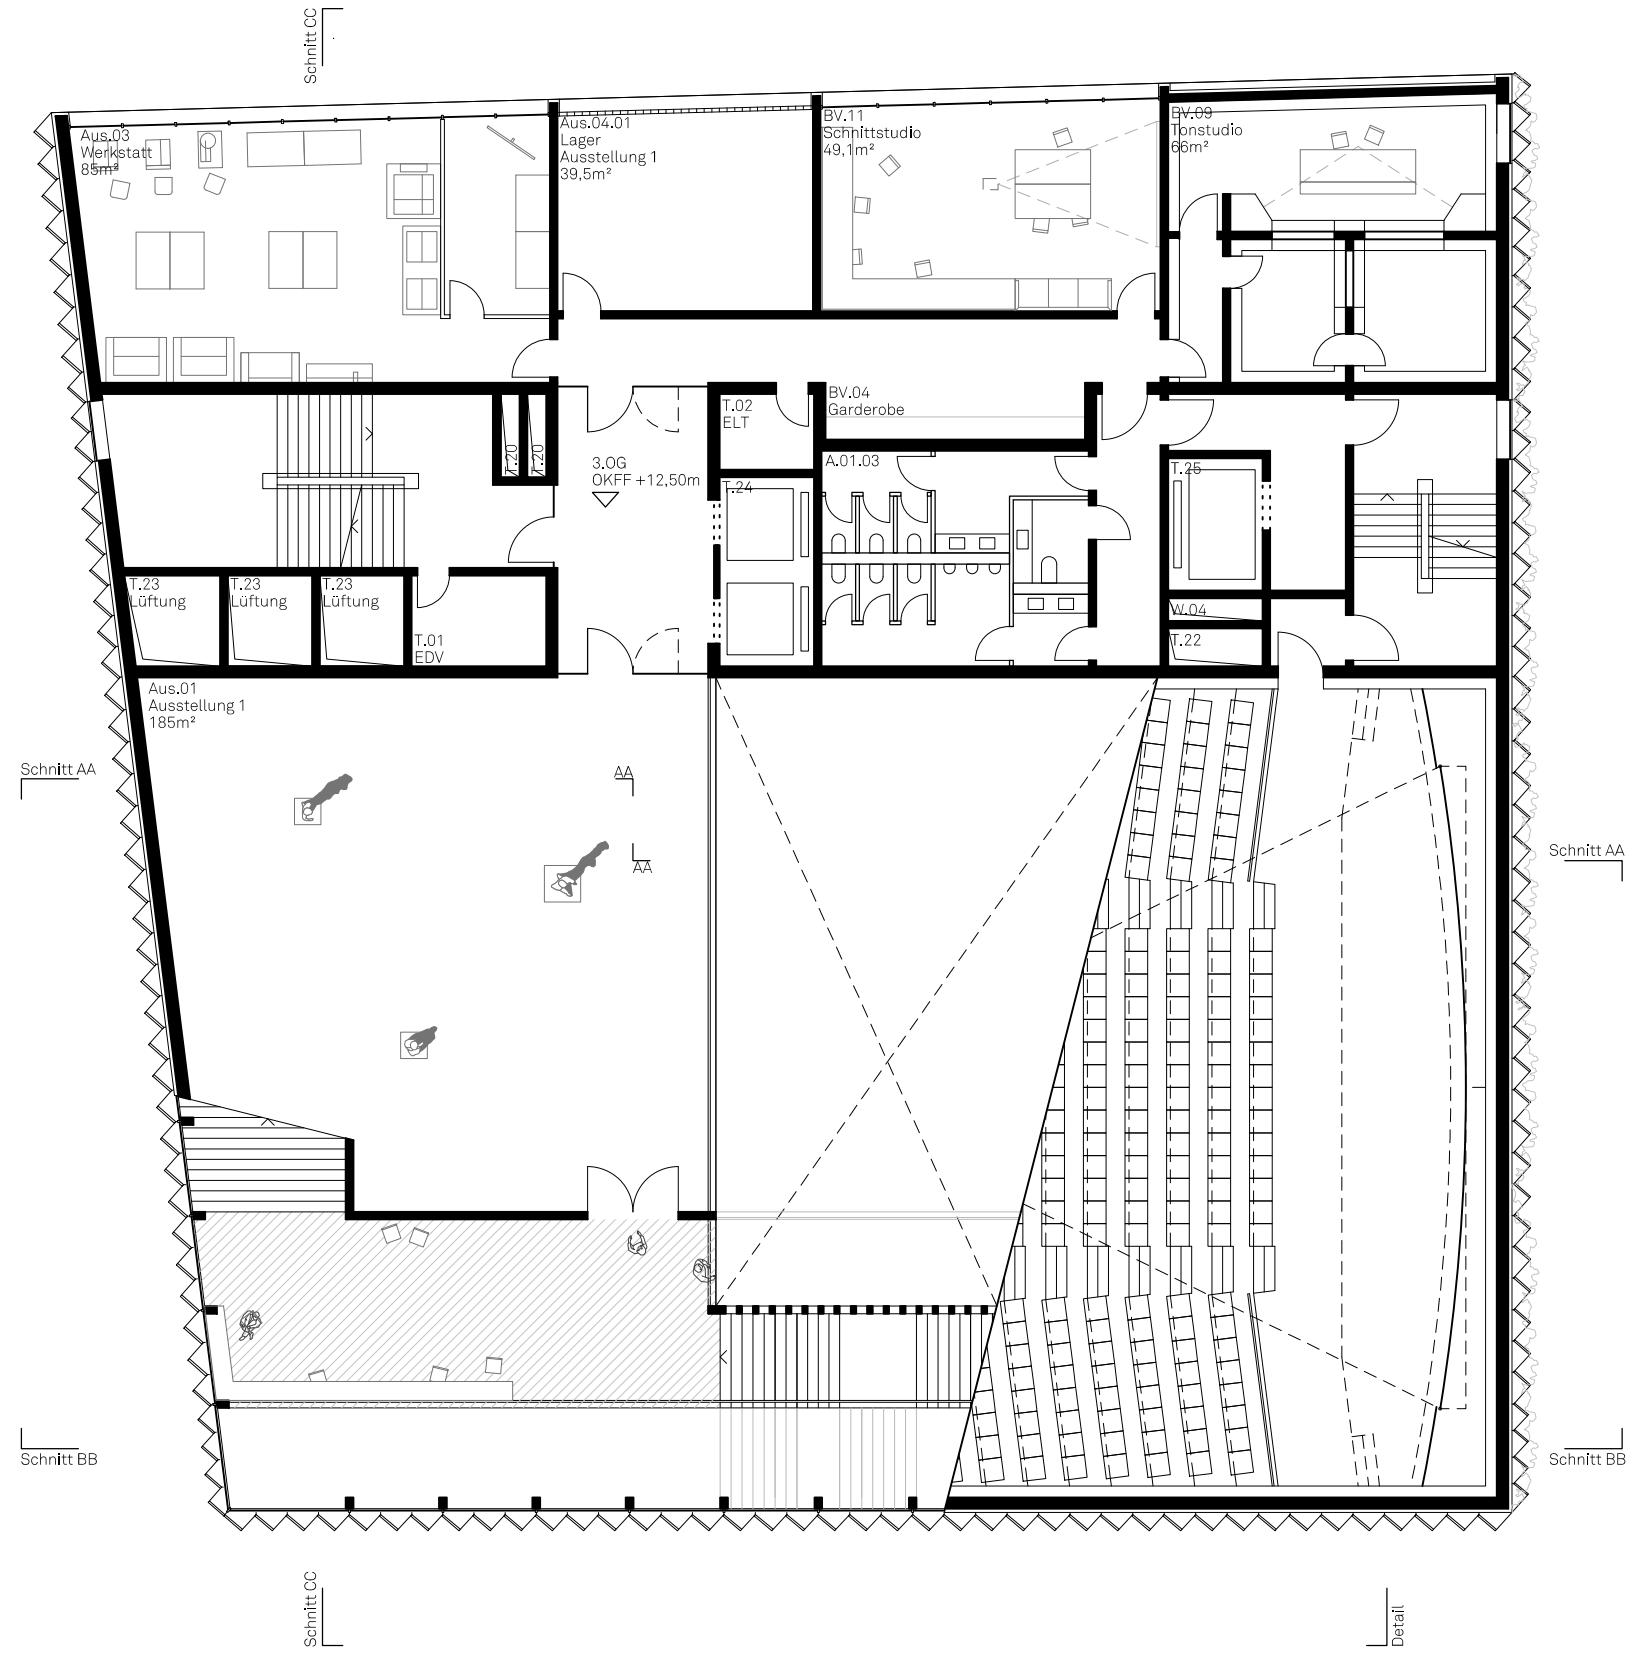 Schnitt CC
Aus.03
Werkstatt
85m²
Aus.04.01
Lager
Ausstellung 1
39,5m²
BV.11
Schnittstudio
49,1m²
BV.09
Tonstudio
66m²
T.20
T.20
3.OG
OKFF +12,50m
T.02
ELT
BV.04
Garderobe
T.24
A.01.03
T.25
T.23
Lüftung
T.23
Lüftung
T.23
Lüftung
T.01
EDV
W.04
T.22
Aus.01
Ausstellung 1
185m²
Schnitt AA
AA
AA
Schnitt AA
Schnitt BB
Schnitt BB
Schnitt CC
Detail